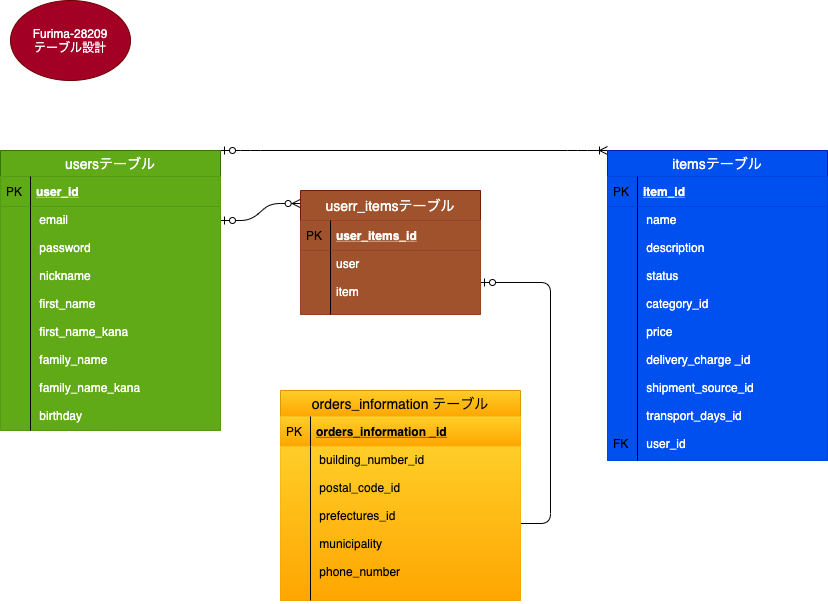 Furima-28209
テーブル設計
usersテーブル
PK user_id
email
password
nickname
first_name
first_name_kana
family_name
family_name_kana
birthday
userr_itemsテーブル
PK user_items_id
user
item
orders_information テーブル
PK orders_information _id
building_number_id
postal_code_id
prefectures_id
municipality
phone_number
itemsテーブル
PK item_id
name
description
status
category_id
price
delivery_charge _id
shipment_source_id
transport_days_id
FK user_id